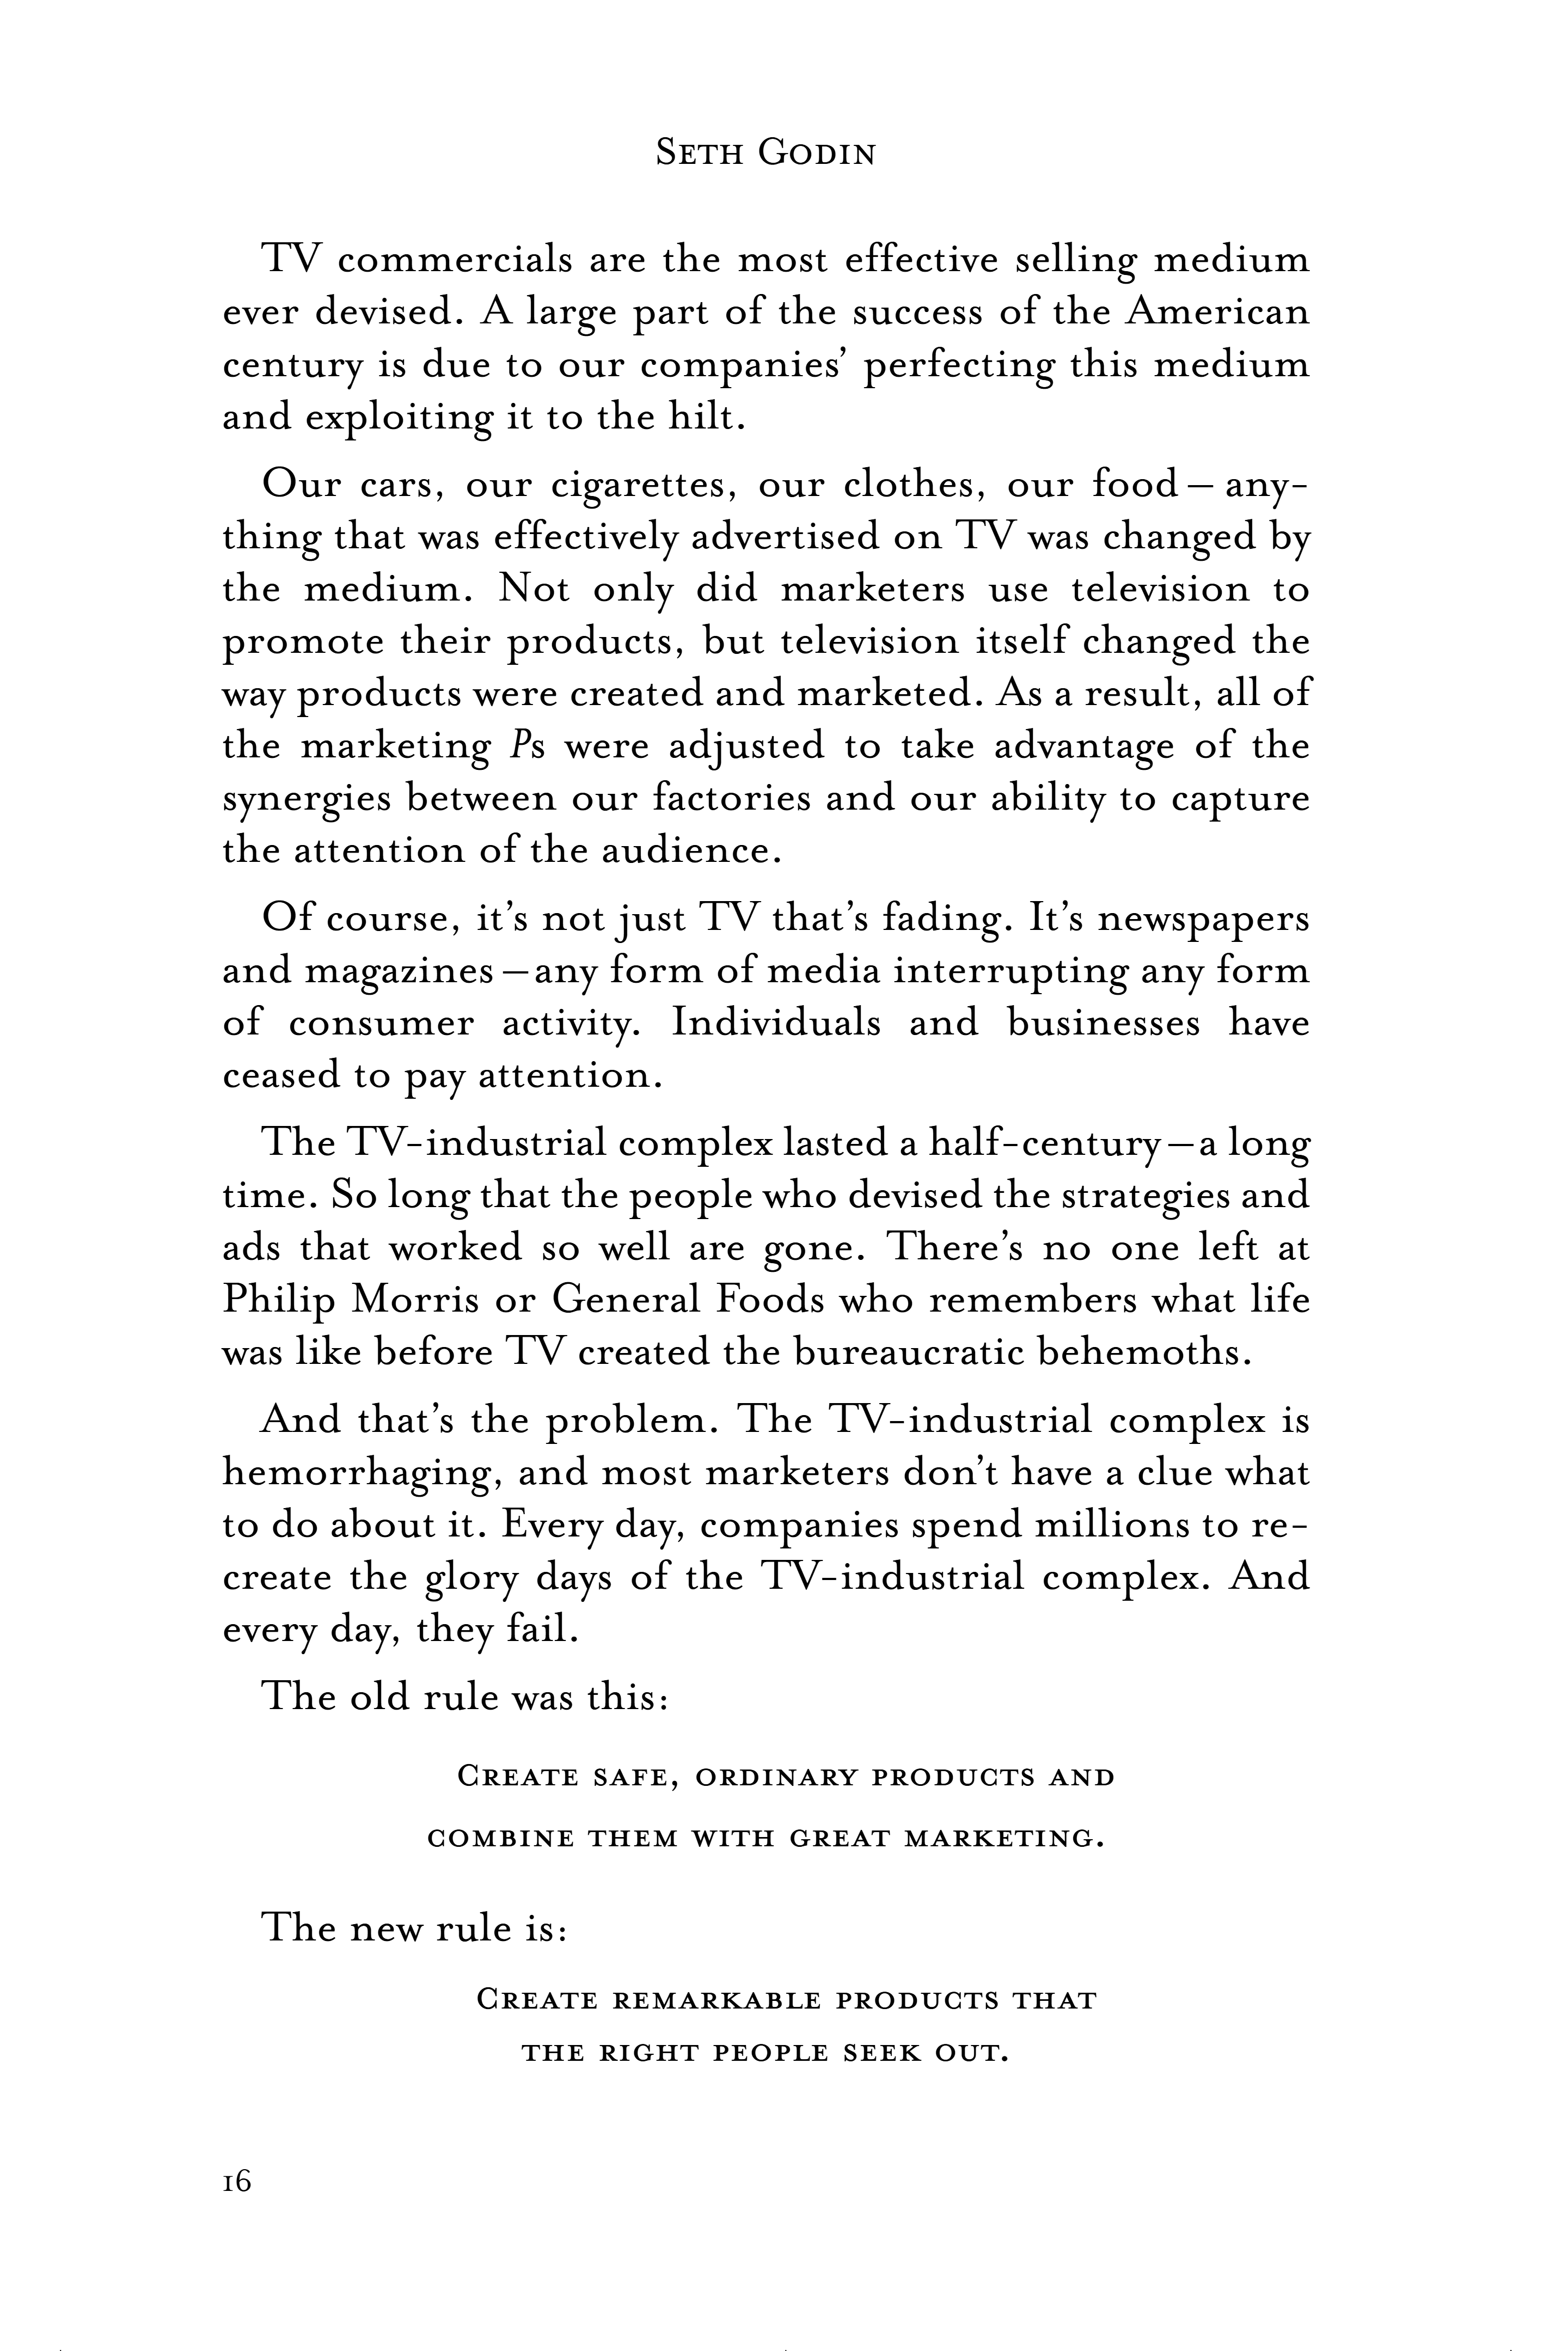 Seth Godin
TV commercials are the most effective selling medium
ever devised. A large part of the success of the American
century is due to our companies’ perfecting this medium
and exploiting it to the hilt.
Our cars, our cigarettes, our clothes, our food – any-
thing that was effectively advertised on TV was changed by
the medium. Not only did marketers use television to
promote their products, but television itself changed the
way products were created and marketed. As a result, all of
the marketing Ps were adjusted to take advantage of the
synergies between our factories and our ability to capture
the attention of the audience.
Of course, it’s not just TV that’s fading. It’s newspapers
and magazines – any form of media interrupting any form
of consumer activity. Individuals and businesses have
ceased to pay attention.
The TV-industrial complex lasted a half-century – a long
time. So long that the people who devised the strategies and
ads that worked so well are gone. There’s no one left at
Philip Morris or General Foods who remembers what life
was like before TV created the bureaucratic behemoths.
And that’s the problem. The TV-industrial complex is
hemorrhaging, and most marketers don’t have a clue what
to do about it. Every day, companies spend millions to re-
create the glory days of the TV-industrial complex. And
every day, they fail.
The old rule was this:
Create safe, ordinary products and
combine them with great marketing.
The new rule is:
Create remarkable products that
the right people seek out.
16